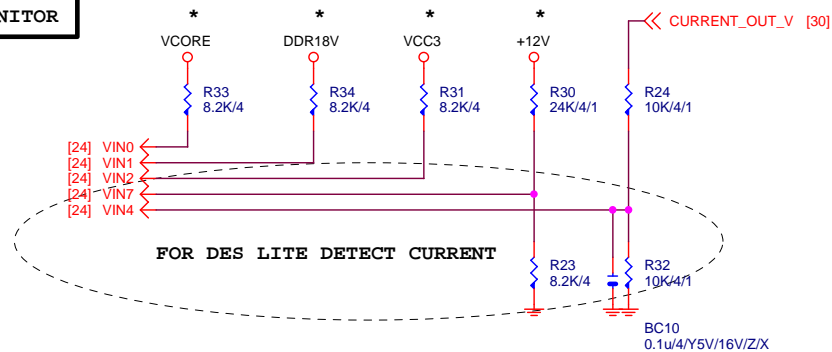 NITOR
* * * *
VCORE DDR18V VCC3 +12V
CURRENT_OUT_V [30]
R33
8.2K/4
R34
8.2K/4
R31
8.2K/4
R30
24K/4/1
R24
10K/4/1
[24] VIN0
[24] VIN1
[24] VIN2
[24] VIN7
[24] VIN4
FOR DES LITE DETECT CURRENT
R23
8.2K/4
R32
10K/4/1
BC10
0.1u/4/Y5V/16V/Z/X